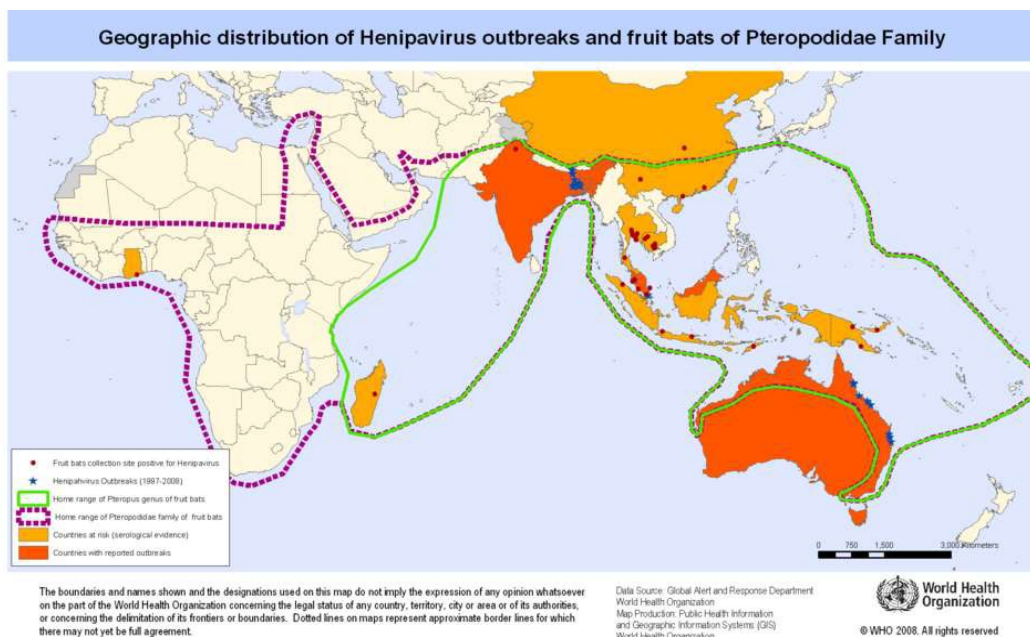 Geographic distribution of Henipavirus outbreaks and fruit bats of Pteropodidae Family
Fruit bats collection site positive for Henipavirus
Henipahvirus Outbreaks (1997-2008)
Home range of Pteropus genus of fruit bats
Home range of Pteropodidae family of fruit bats
Countries at risk (serological evidence)
Countries with reported outbreaks
0 750 1,500 3,000 Kilometers
The boundaries and names shown and the designations used on this map do not imply the expression of any opinion whatsoever
on the part of the World Health Organization concerning the legal status of any country, territory, city or area or of its authorities,
or concerning the delimitation of its frontiers or boundaries. Dotted lines on maps represent approximate border lines for which
there may not yet be full agreement.
Data Source: Global Alert and Response Department
World Health Organization
Map Production: Public Health Information
and Geographic Information Systems (GIS)
World Health Organization
World Health
Organization
© WHO 2008. All rights reserved